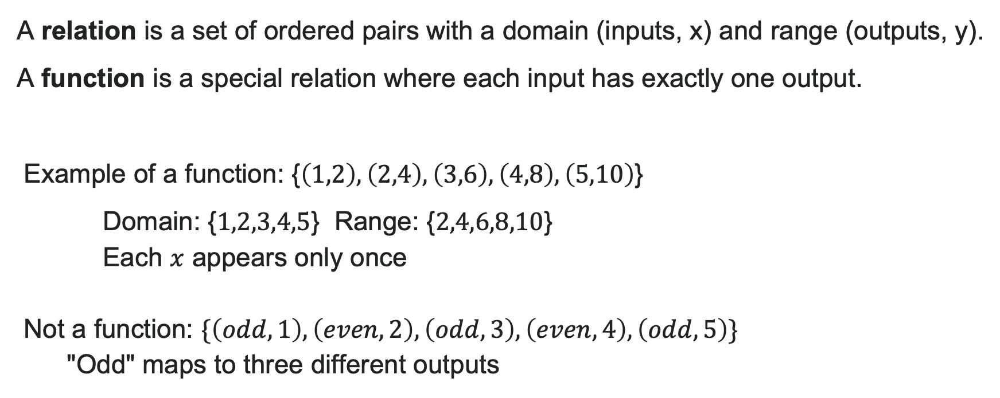 A relation is a set of ordered pairs with a domain (inputs, x) and range (outputs, y).
A function is a special relation where each input has exactly one output.
Example of a function: {(1,2), (2,4), (3,6), (4,8), (5,10)}
Domain: {1,2,3,4,5} Range: {2,4,6,8,10}
Each x appears only once
Not a function: {(odd, 1), (even, 2), (odd, 3), (even, 4), (odd, 5)}
"Odd" maps to three different outputs